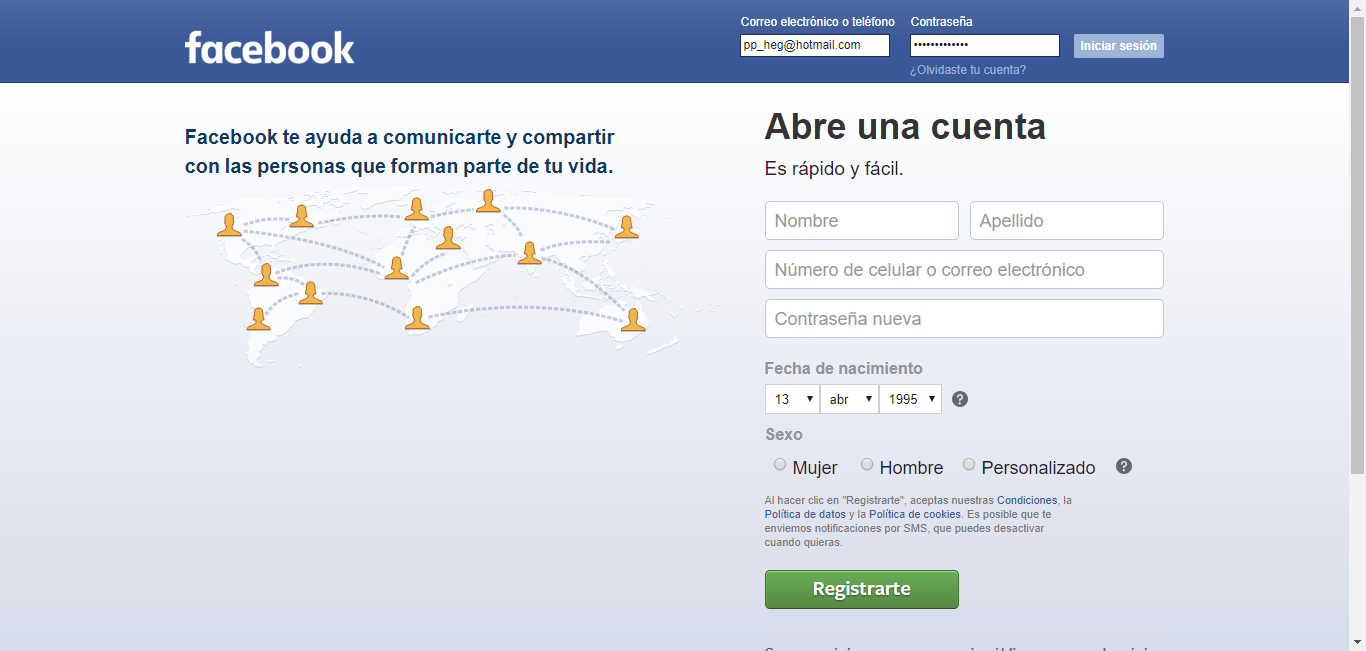 facebook
Correo electrónico o teléfono
Contraseña
pp_heg@hotmail.com
•••••••••••••
Iniciar sesión
¿Olvidaste tu cuenta?
Facebook te ayuda a comunicarte y compartir
con las personas que forman parte de tu vida.
Abre una cuenta
Es rápido y fácil.
Nombre
Apellido
Número de celular o correo electrónico
Contraseña nueva
Fecha de nacimiento
13
abr
1995
?
Sexo
Mujer
Hombre
Personalizado
?
Al hacer clic en "Registrarte", aceptas nuestras Condiciones, la
Política de datos y la Política de cookies. Es posible que te
enviemos notificaciones por SMS, que puedes desactivar
cuando quieras.
Registrarte